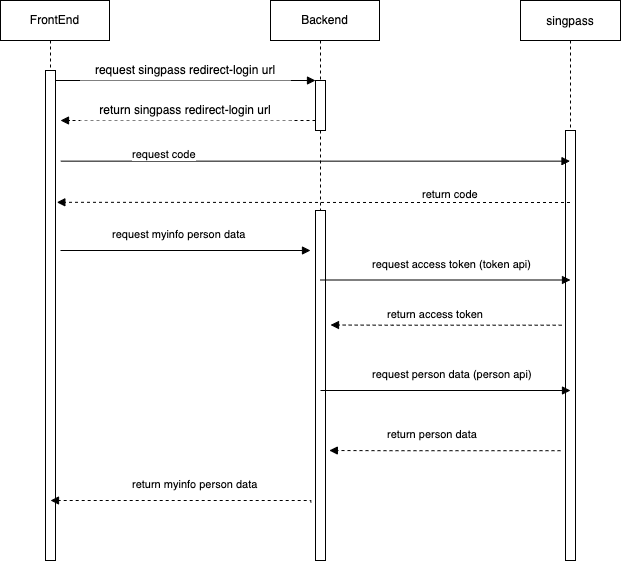 FrontEnd
Backend
singpass
request singpass redirect-login url
return singpass redirect-login url
request code
return code
request myinfo person data
request access token (token api)
return access token
request person data (person api)
return person data
return myinfo person data